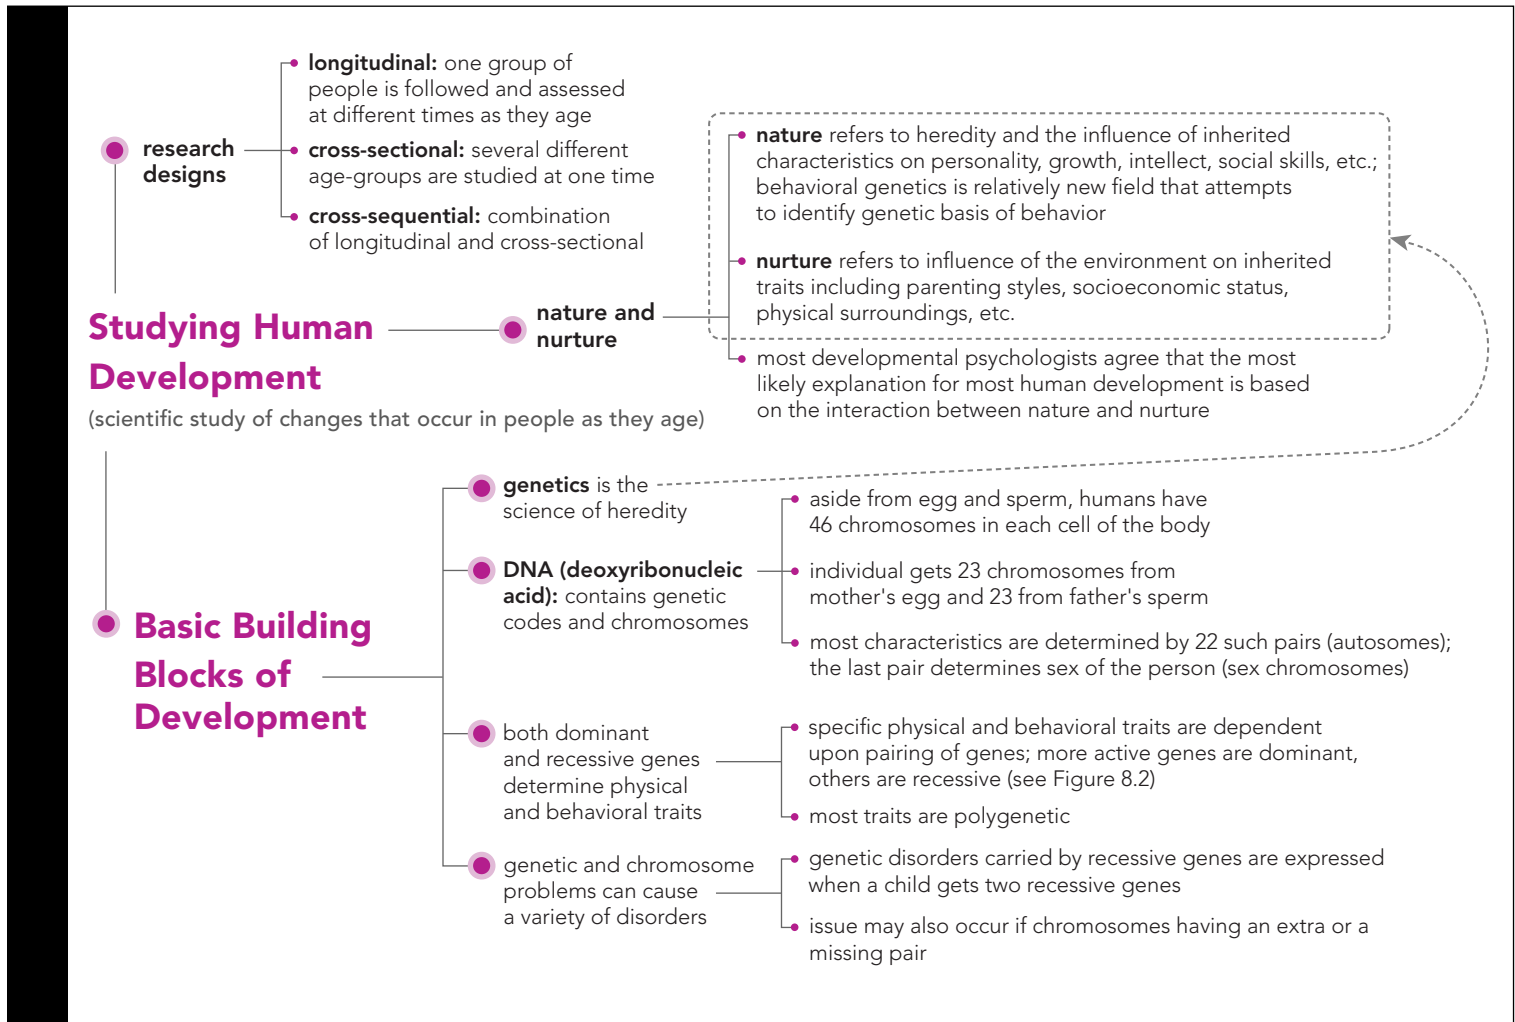 longitudinal: one group of
people is followed and assessed
at different times as they age
research
designs
cross-sectional: several different
age-groups are studied at one time
cross-sequential: combination
of longitudinal and cross-sectional
Studying Human
Development
(scientific study of changes that occur in people as they age)
nature and
nurture
nature refers to heredity and the influence of inherited
characteristics on personality, growth, intellect, social skills, etc.;
behavioral genetics is relatively new field that attempts
to identify genetic basis of behavior
nurture refers to influence of the environment on inherited
traits including parenting styles, socioeconomic status,
physical surroundings, etc.
most developmental psychologists agree that the most
likely explanation for most human development is based
on the interaction between nature and nurture
Basic Building
Blocks of
Development
genetics is the
science of heredity
DNA (deoxyribonucleic
acid): contains genetic
codes and chromosomes
aside from egg and sperm, humans have
46 chromosomes in each cell of the body
individual gets 23 chromosomes from
mother's egg and 23 from father's sperm
most characteristics are determined by 22 such pairs (autosomes);
the last pair determines sex of the person (sex chromosomes)
both dominant
and recessive genes
determine physical
and behavioral traits
specific physical and behavioral traits are dependent
upon pairing of genes; more active genes are dominant,
others are recessive (see Figure 8.2)
most traits are polygenetic
genetic and chromosome
problems can cause
a variety of disorders
genetic disorders carried by recessive genes are expressed
when a child gets two recessive genes
issue may also occur if chromosomes having an extra or a
missing pair